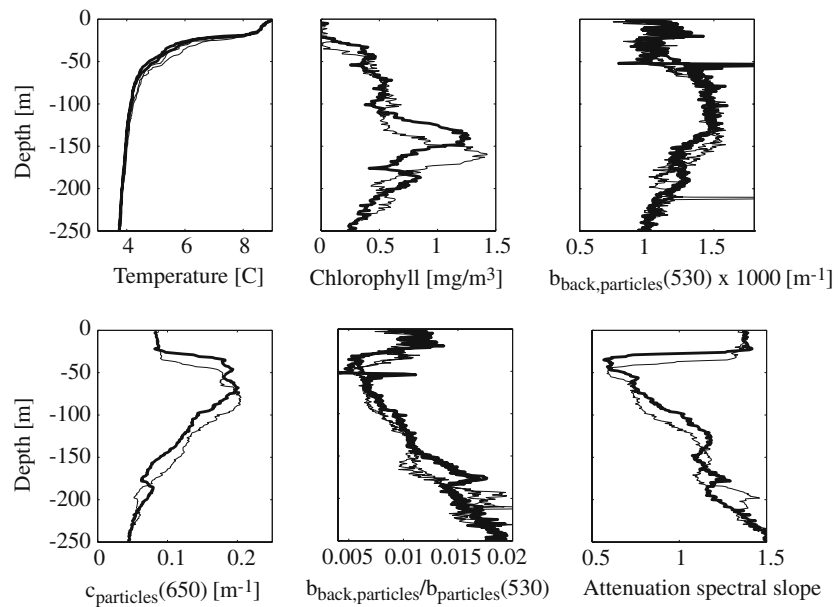 0
-50
-100
-150
-200
-250
Depth [m]
4 6 8
Temperature [C]
0 0.5 1 1.5
Chlorophyll [mg/m³]
0.5 1 1.5
b_back,particles(530) x 1000 [m⁻¹]
0
-50
-100
-150
-200
-250
Depth [m]
0 0.1 0.2
c_particles(650) [m⁻¹]
0.005 0.01 0.015 0.02
b_back,particles/b_particles(530)
0.5 1 1.5
Attenuation spectral slope